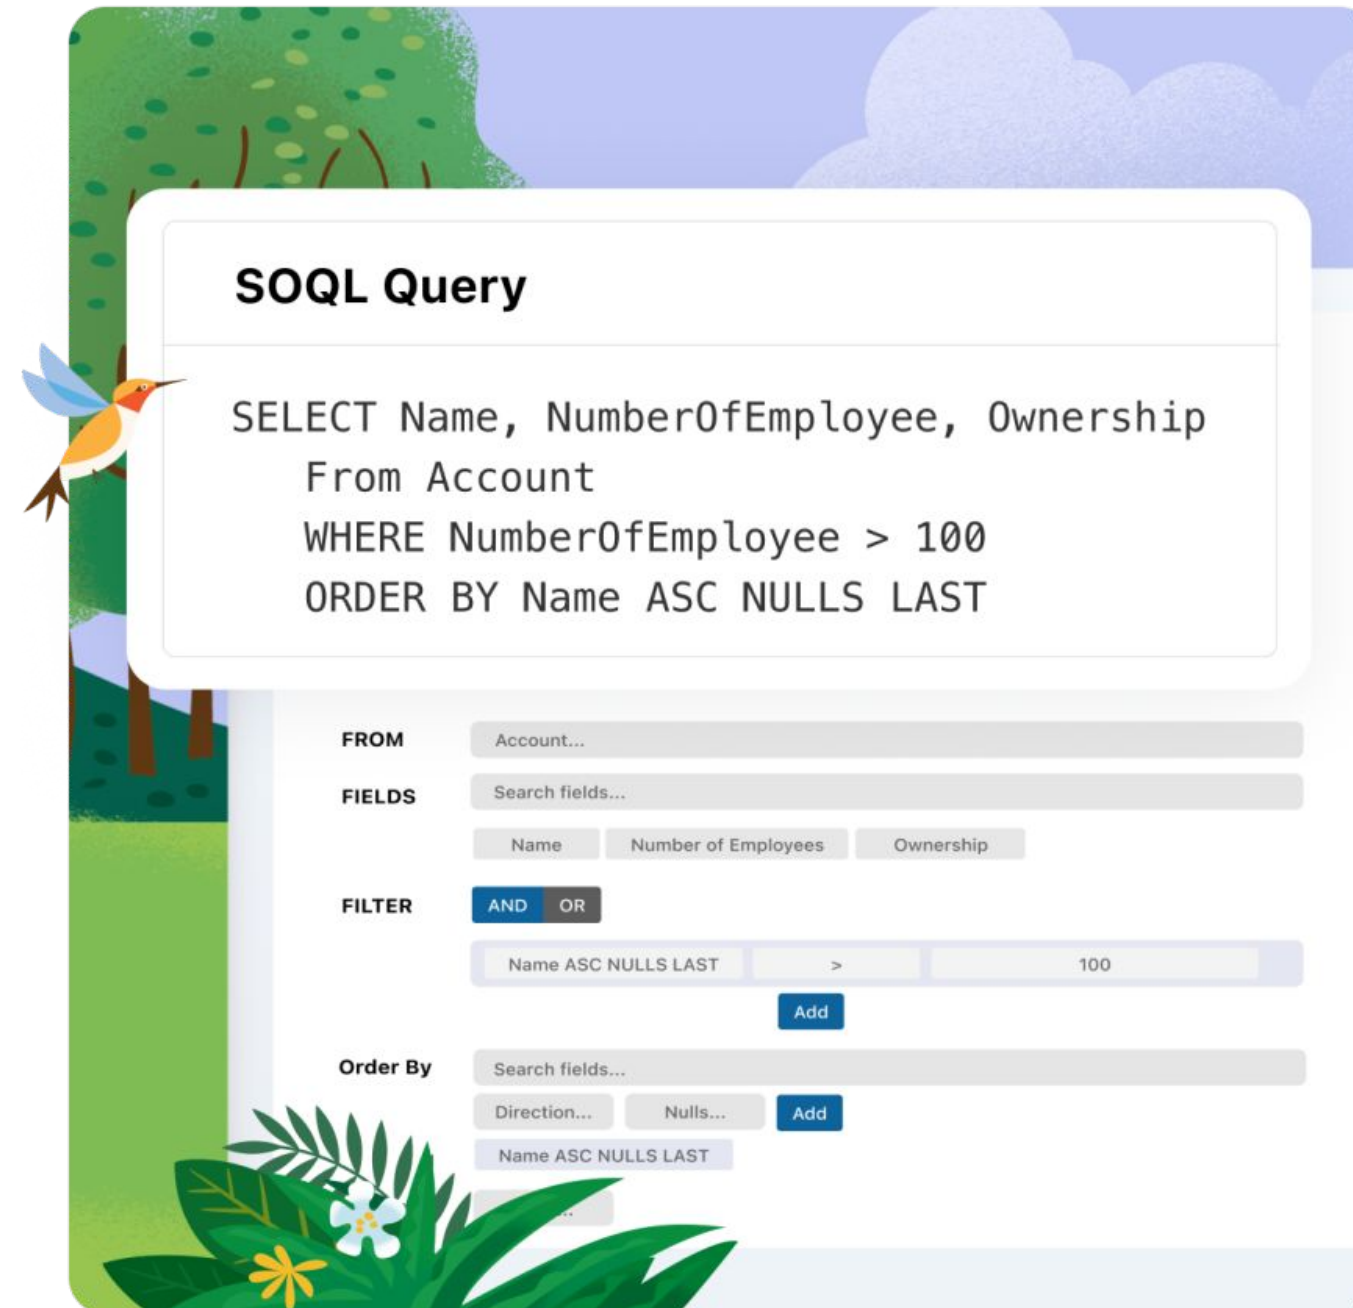 SOQL Query
SELECT Name, NumberOfEmployee, Ownership
From Account
WHERE NumberOfEmployee > 100
ORDER BY Name ASC NULLS LAST
FROM Account...
FIELDS Search fields...
Name Number of Employees Ownership
FILTER AND OR
Name ASC NULLS LAST > 100
Add
Order By Search fields...
Direction... Nulls... Add
Name ASC NULLS LAST